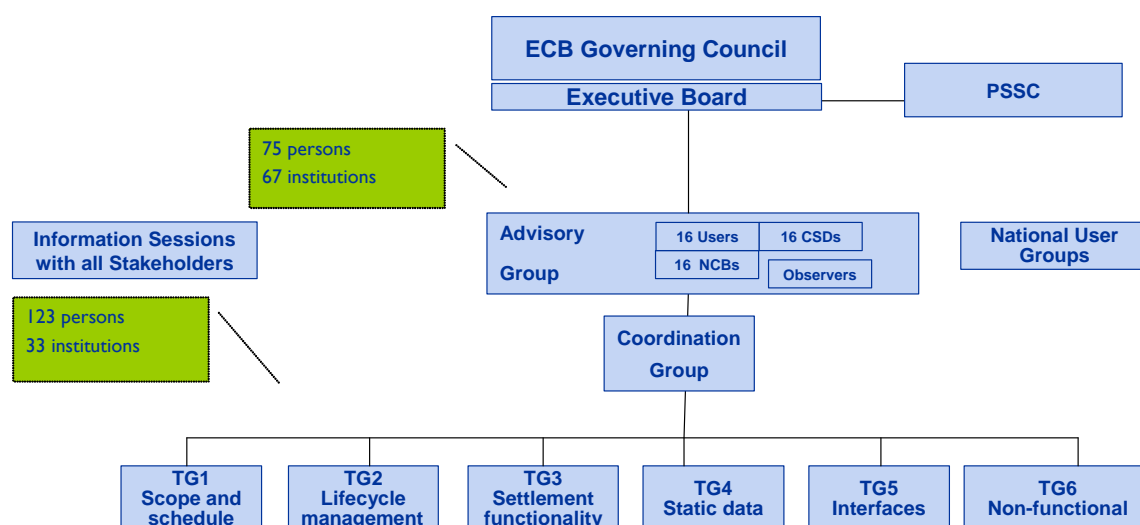 ECB Governing Council
Executive Board
PSSC
75 persons
67 institutions
Information Sessions
with all Stakeholders
Advisory
Group
16 Users
16 CSDs
16 NCBs
Observers
National User
Groups
123 persons
33 institutions
Coordination
Group
TG1
Scope and
schedule
TG2
Lifecycle
management
TG3
Settlement
functionality
TG4
Static data
TG5
Interfaces
TG6
Non-functional